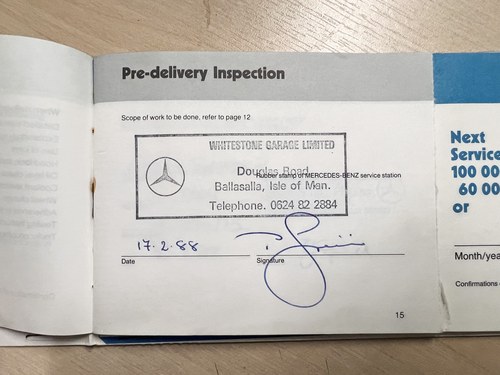 Pre-delivery Inspection
Scope of work to be done, refer to page 12
WHITESTONE GARAGE LIMITED
Douglas Road
Rubber stamp of MERCEDES-BENZ service station
Ballasalla, Isle of Man.
Telephone. 0624 82 2884
17.2.88
Date
Signature
15
Next
Service
100 00
60 00
or
Month/yea
Confirmations